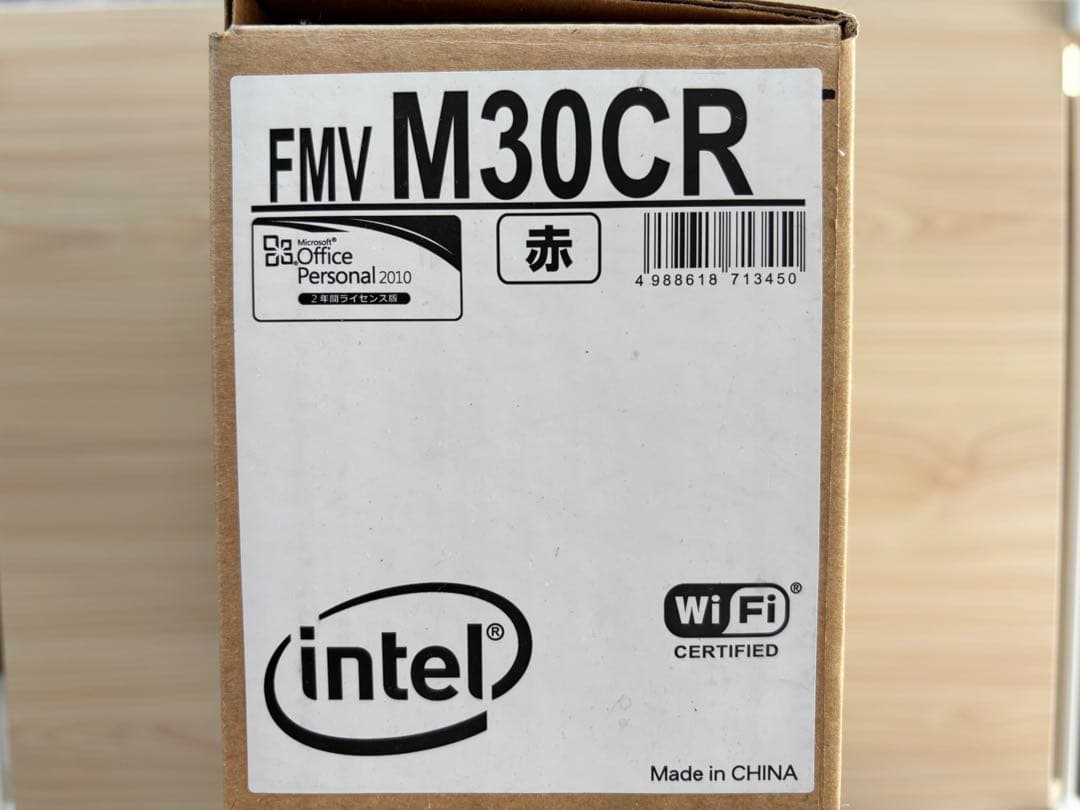 FMV M30CR
Microsoft®
Office
Personal 2010
2年間ライセンス版
赤
4 988618 713450
intel®
Wi Fi®
CERTIFIED
Made in CHINA